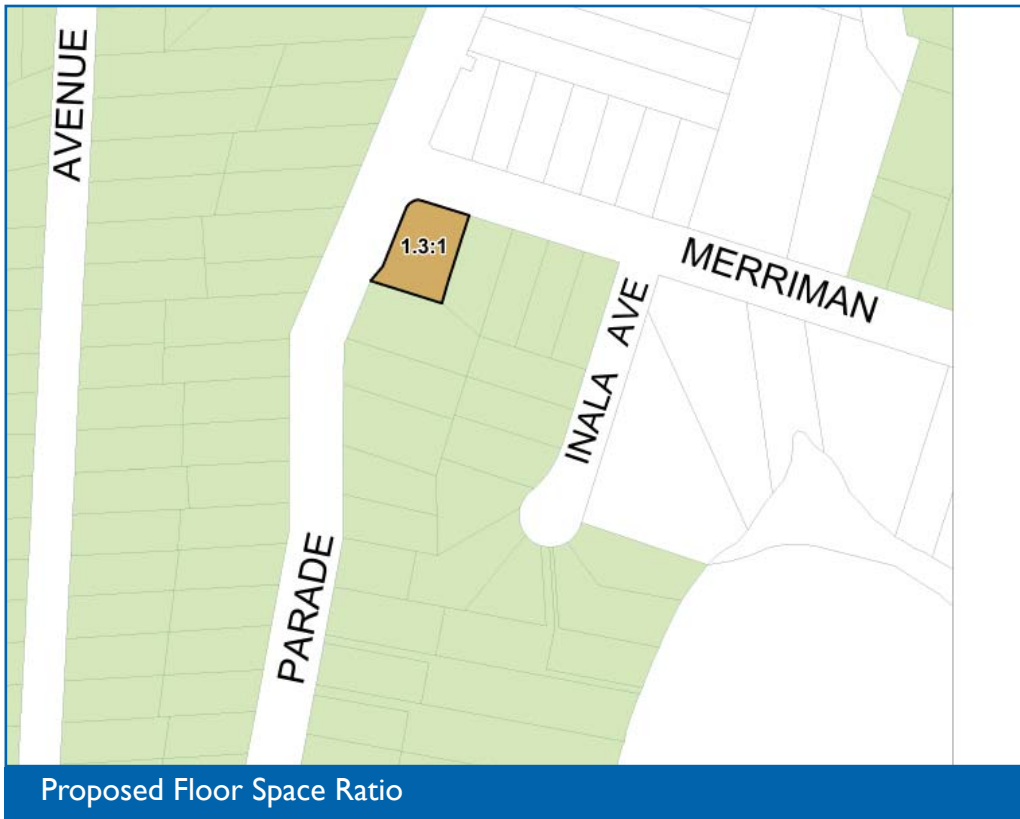 AVENUE
1.3:1
MERRIMAN
INALA AVE
PARADE
Proposed Floor Space Ratio